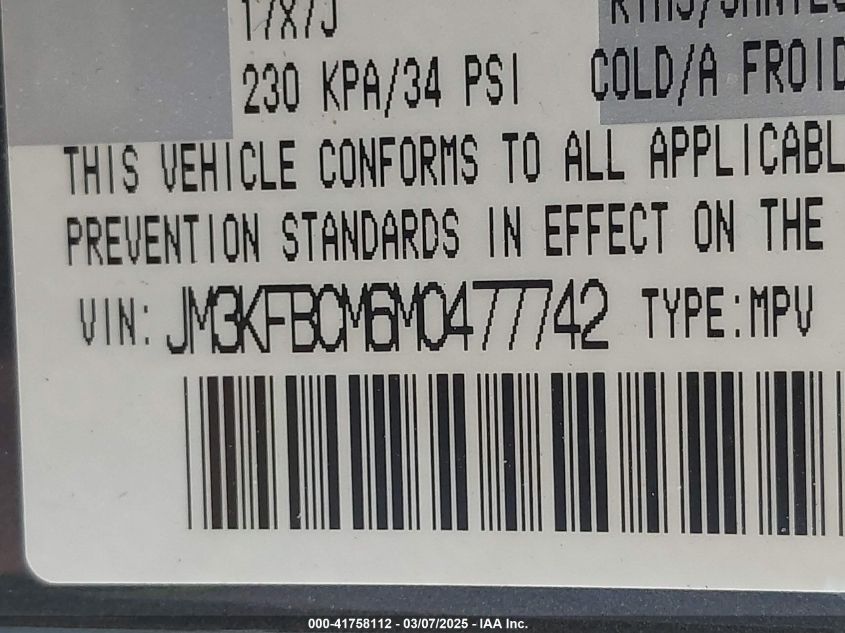 17X7J
230 KPA/34 PSI COLD/A FROID
THIS VEHICLE CONFORMS TO ALL APPLICABL
PREVENTION STANDARDS IN EFFECT ON THE
VIN: JM3KFBCM6M0477742 TYPE:MPV
000-41758112 - 03/07/2025 - IAA Inc.